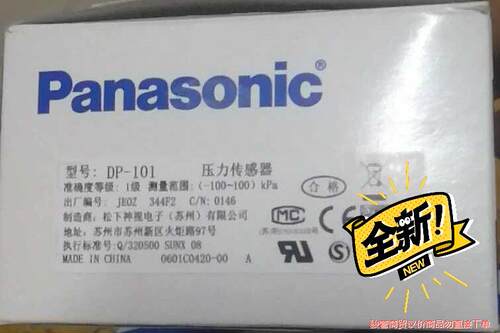 Panasonic®
型号: DP-101 压力传感器
准确度等级: 1级 测量范围: (-100-100) kPa
合格
出厂编号: JEOZ 344F2 C/N: 0146
制造商: 松下神视电子(苏州)有限公司
MC
地址: 苏州市苏州新区火炬路97号
执行标准号: Q/320500 SUNX 08
MADE IN CHINA 0601C0420-00 A
全新!
NEW